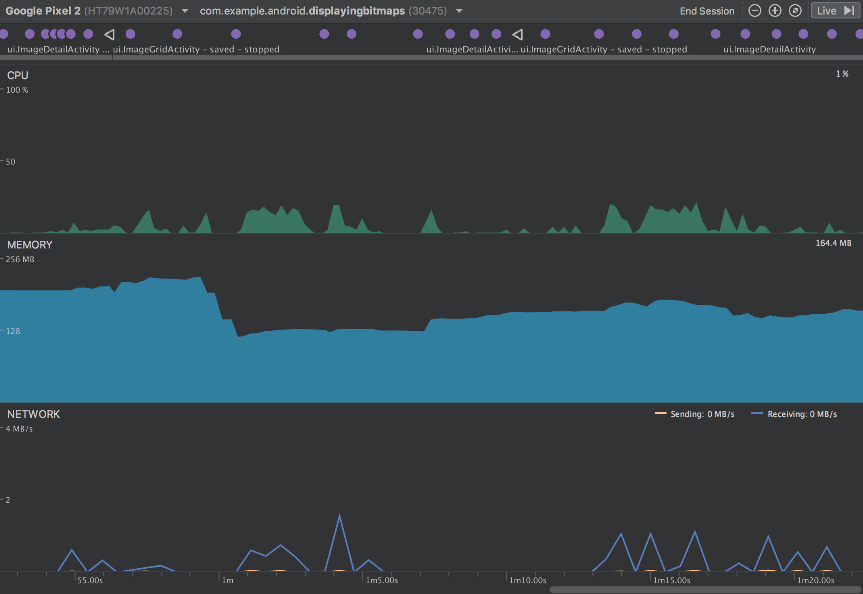 Google Pixel 2 (HT79W1A00225) com.example.android.displayingbitmaps (30475) End Session Live
ui.ImageDetailActivity ... ui.ImageGridActivity – saved – stopped ui.ImageDetailActivi... ui.ImageGridActivity – saved – stopped ui.ImageDetailActivity
CPU 1 %
100 %
50
MEMORY 164.4 MB
256 MB
128
NETWORK Sending: 0 MB/s Receiving: 0 MB/s
4 MB/s
2
55.00s 1m 1m5.00s 1m10.00s 1m15.00s 1m20.00s